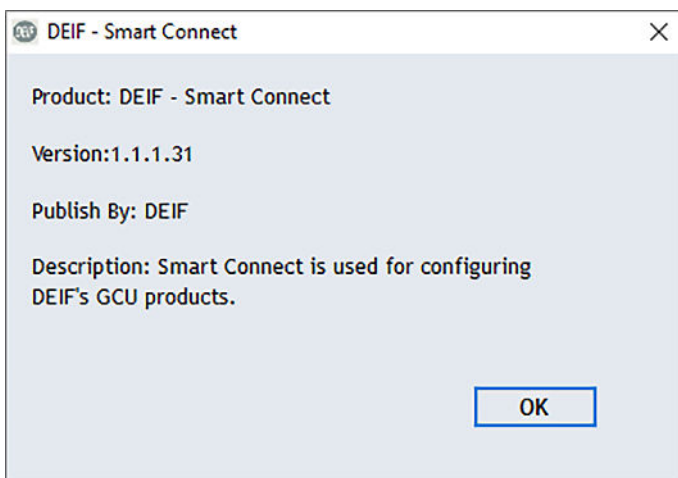 DEIF - Smart Connect
Product: DEIF - Smart Connect
Version:1.1.1.31
Publish By: DEIF
Description: Smart Connect is used for configuring
DEIF's GCU products.
OK